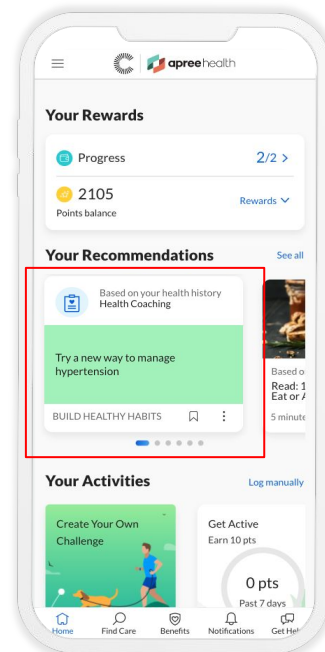 apree health
Your Rewards
Progress
2/2 >
2105
Points balance
Rewards
Your Recommendations
See all
Based on your health history
Health Coaching
Try a new way to manage
hypertension
BUILD HEALTHY HABITS
Based o
Read: 1
Eat or A
5 minute
Your Activities
Log manually
Create Your Own
Challenge
Get Active
Earn 10 pts
0 pts
Past 7 days
Home
Find Care
Benefits
Notifications
Get Help